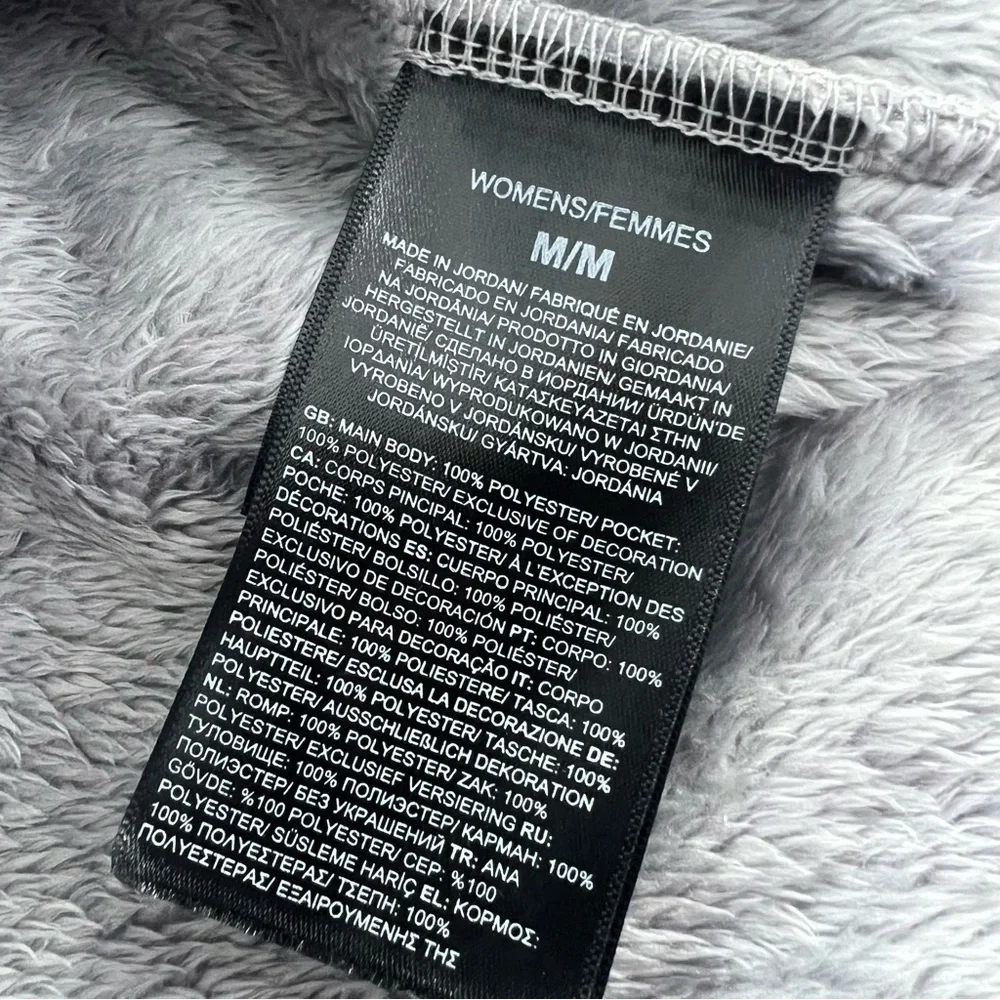 WOMENS/FEMMES
M/M
MADE IN JORDAN/ FABRIQUÉ EN JORDANIE/
FABRICADO EN JORDANIA/ FABRICADO
NA JORDÃNIA/ PRODOTTO IN GIORDANIA/
HERGESTELLT IN JORDANIEN/ GEMAAKT IN
JORDANIË/ СДЕЛАНО В ИОРДАНИИ/ ÜRDÜN'DE
ÜRETİLMİŞTİR/ ΚΑΤΑΣΚΕΥΑΖΕΤΑΙ ΣΤΗΝ
ΙΟΡΔΑΝΙΑ/ WYPRODUKOWANO W JORDANII/
VYROBENO V JORDÁNSKU/ VYROBENÉ V
JORDÁNSKU/ GYÁRTVA: JORDÁNIA
GB: MAIN BODY: 100% POLYESTER/ POCKET:
100% POLYESTER/ EXCLUSIVE OF DECORATION
CA: CORPS PINCIPAL: 100% POLYESTER/
POCHE: 100% POLYESTER/ À L'EXCEPTION DES
DÉCORATIONS ES: CUERPO PRINCIPAL: 100%
POLIÉSTER/ BOLSILLO: 100% POLIÉSTER/
EXCLUSIVO DE DECORACIÓN PT: CORPO: 100%
POLIÉSTER/ BOLSO: 100% POLIÉSTER/
EXCLUSIVO PARA DECORAÇÃO IT: CORPO
PRINCIPALE: 100% POLIESTERE/ TASCA: 100%
POLIESTERE/ ESCLUSA LA DECORAZIONE DE:
HAUPTTEIL: 100% POLYESTER/ TASCHE: 100%
POLYESTER/ AUSSCHLIEßLICH DEKORATION
NL: ROMP: 100% POLYESTER/ ZAK: 100%
POLYESTER/ EXCLUSIEF VERSIERING RU:
ТУЛОВИЩЕ: 100% ПОЛИЭСТЕР/ КАРМАН: 100%
ПОЛИЭСТЕР/ БЕЗ УКРАШЕНИЙ TR: ANA
GÖVDE: %100 POLYESTER/ CEP: %100
POLYESTER/ SÜSLEME HARİÇ EL: ΚΟΡΜΟΣ:
100% ΠΟΛΥΕΣΤΕΡΑΣ/ ΤΣΕΠΗ: 100%
ΠΟΛΥΕΣΤΕΡΑΣ/ ΕΞΑΙΡΟΥΜΕΝΗΣ ΤΗΣ